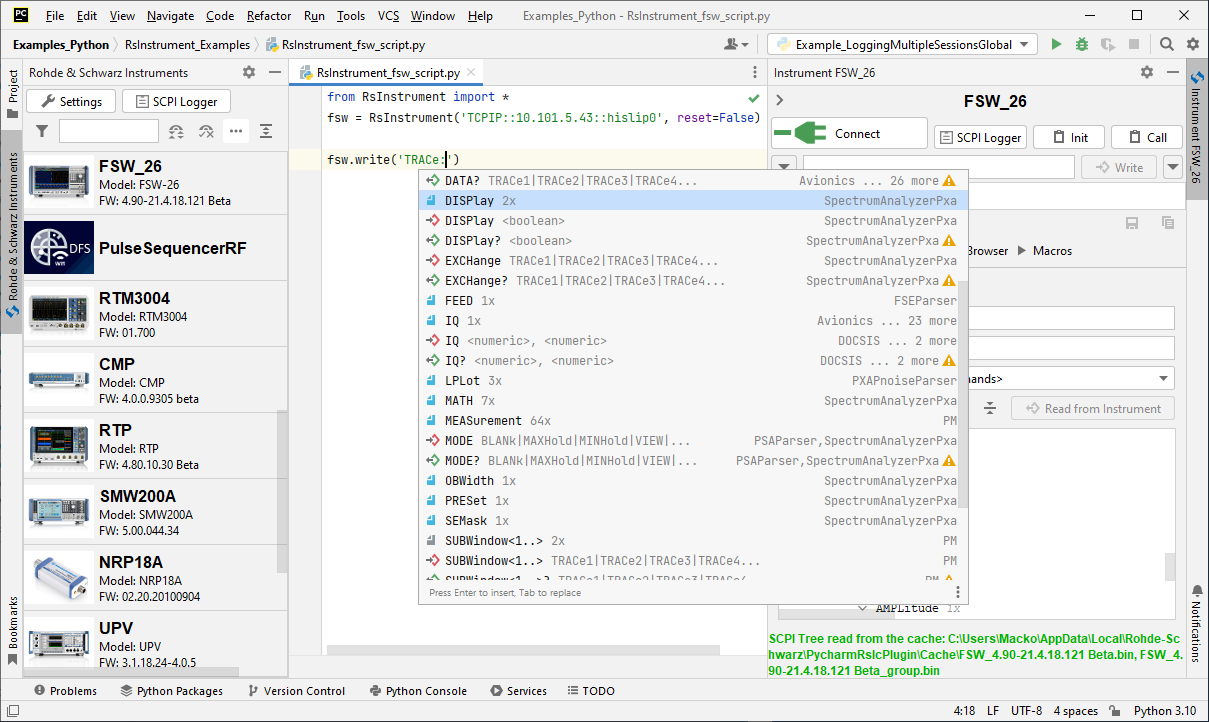 PC File Edit View Navigate Code Refactor Run Tools VCS Window Help Examples_Python - RsInstrument_fsw_script.py
Examples_Python RsInstrument_Examples RsInstrument_fsw_script.py Example_LoggingMultipleSessionsGlobal
Project
Rohde & Schwarz Instruments
Bookmarks
Rohde & Schwarz Instruments
Settings SCPI Logger
FSW_26
Model: FSW-26
FW: 4.90-21.4.18.121 Beta
DFS
WR
PulseSequencerRF
RTM3004
Model: RTM3004
FW: 01.700
CMP
Model: CMP
FW: 4.0.0.9305 beta
RTP
Model: RTP
FW: 4.80.10.30 Beta
SMW200A
Model: SMW200A
FW: 5.00.044.34
NRP18A
Model: NRP18A
FW: 02.20.20100904
UPV
Model: UPV
FW: 3.1.18.24-4.0.5
RsInstrument_fsw_script.py
from RsInstrument import *
fsw = RsInstrument('TCPIP::10.101.5.43::hislip0', reset=False)
fsw.write('TRACe:')
DATA? TRACe1|TRACe2|TRACe3|TRACe4... Avionics ... 26 more
DISPlay 2x SpectrumAnalyzerPxa
DISPlay <boolean> SpectrumAnalyzerPxa
DISPlay? <boolean> SpectrumAnalyzerPxa
EXCHange TRACe1|TRACe2|TRACe3|TRACe4... SpectrumAnalyzerPxa
EXCHange? TRACe1|TRACe2|TRACe3|TRACe4... SpectrumAnalyzerPxa
FEED 1x FSEParser
IQ 1x Avionics ... 23 more
IQ <numeric>, <numeric> DOCSIS ... 2 more
IQ? <numeric>, <numeric> DOCSIS ... 2 more
LPLot 3x PXAPnoiseParser
MATH 7x SpectrumAnalyzerPxa
MEASurement 64x PM
MODE BLANk|MAXHold|MINHold|VIEW|... PSAParser,SpectrumAnalyzerPxa
MODE? BLANk|MAXHold|MINHold|VIEW|... PSAParser,SpectrumAnalyzerPxa
OBWidth 1x SpectrumAnalyzerPxa
PRESet 1x SpectrumAnalyzerPxa
SEMask 1x SpectrumAnalyzerPxa
SUBWindow<1..> 2x PM
SUBWindow<1..> TRACe1|TRACe2|TRACe3|TRACe4... PM
SUBWindow<1..>? TRACe1|TRACe2|TRACe3|TRACe4... PM
Press Enter to insert, Tab to replace
Instrument FSW_26
FSW_26
Connect SCPI Logger Init Call
Write
Browser Macros
mands>
Read from Instrument
AMPLitude 1x
SCPI Tree read from the cache: C:\Users\Macko\AppData\Local\Rohde-Sc
hwarz\PycharmRsIcPlugin\Cache\FSW_4.90-21.4.18.121 Beta.bin, FSW_4.
90-21.4.18.121 Beta_group.bin
Instrument FSW_26
Notifications
Problems Python Packages Version Control Python Console Services TODO
4:18 LF UTF-8 4 spaces Python 3.10